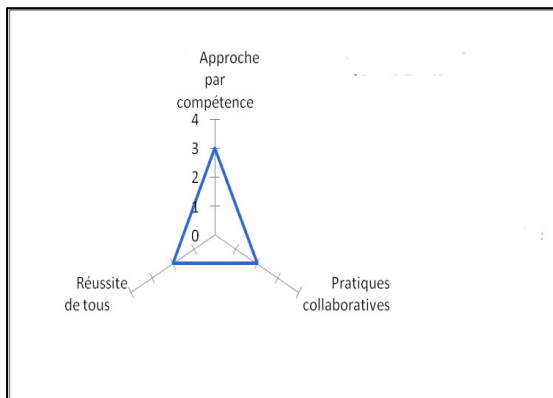 Approche
par
compétence
4
3
2
1
0
Réussite
de tous
Pratiques
collaboratives